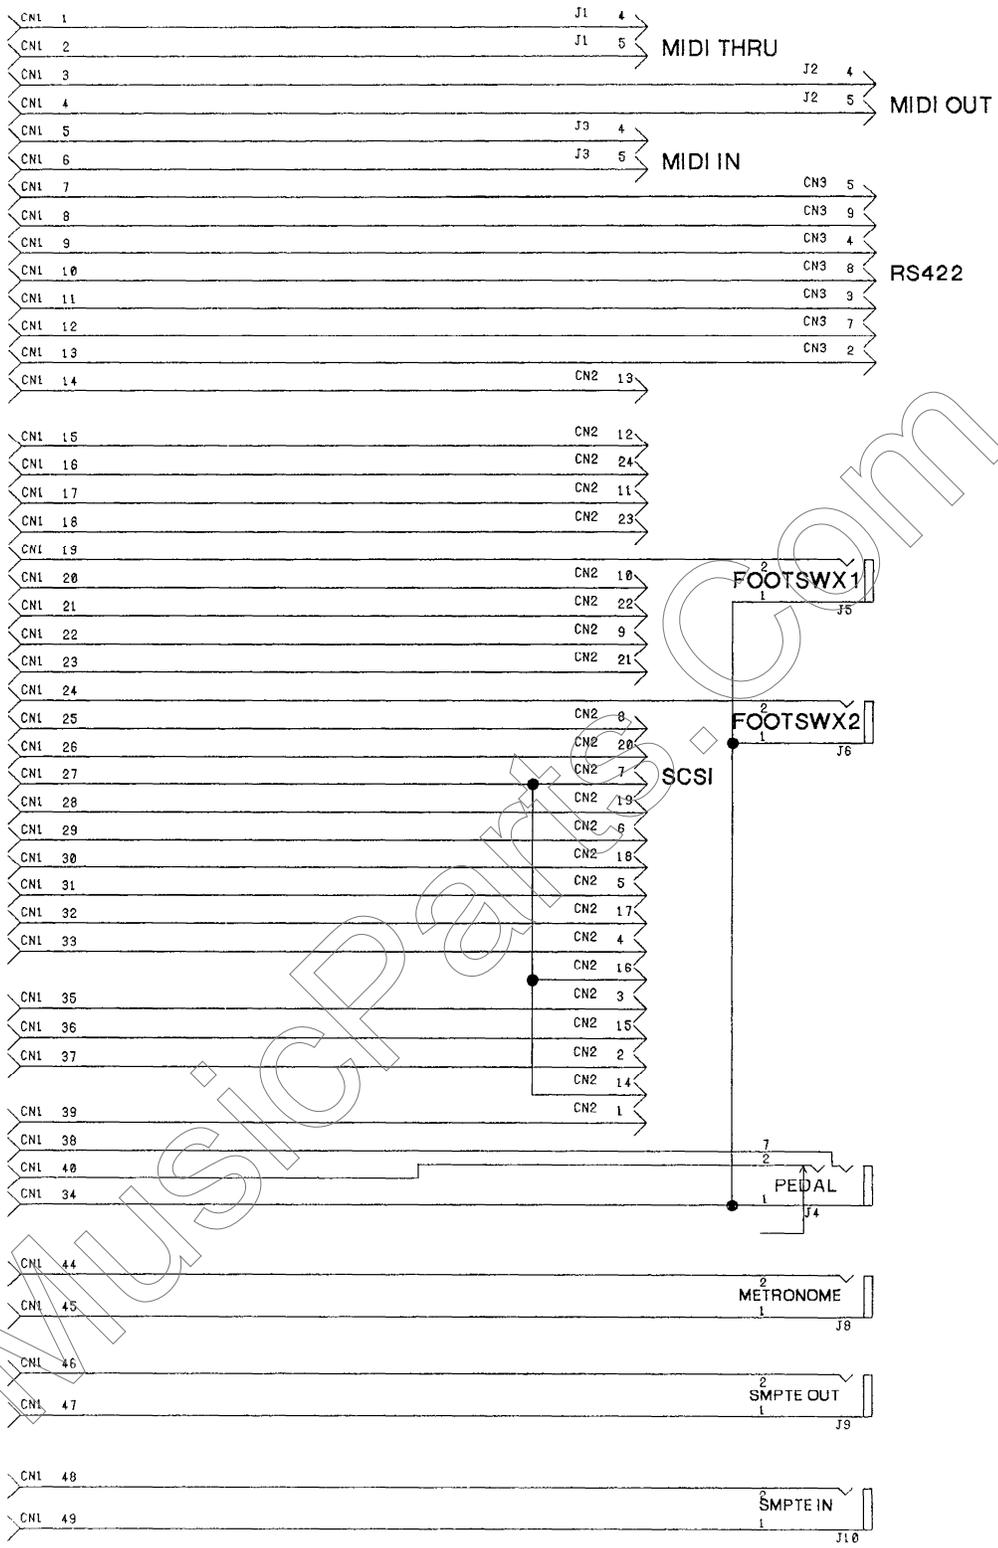 CN1 1 J1 4
CN1 2 J1 5
MIDI THRU
CN1 3 J2 4
CN1 4 J2 5
MIDI OUT
CN1 5 J3 4
CN1 6 J3 5
MIDI IN
CN1 7 CN3 5
CN1 8 CN3 9
CN1 9 CN3 4
CN1 10 CN3 8
RS422
CN1 11 CN3 3
CN1 12 CN3 7
CN1 13 CN3 2
CN1 14 CN2 13
CN1 15 CN2 12
CN1 16 CN2 24
CN1 17 CN2 11
CN1 18 CN2 23
CN1 19
2
FOOTSWX1
1
J5
CN1 20 CN2 10
CN1 21 CN2 22
CN1 22 CN2 9
CN1 23 CN2 21
CN1 24
2
FOOTSWX2
1
J6
CN1 25 CN2 8
CN1 26 CN2 20
CN1 27 CN2 7
SCSI
CN1 28 CN2 19
CN1 29 CN2 6
CN1 30 CN2 18
CN1 31 CN2 5
CN1 32 CN2 17
CN1 33 CN2 4
CN2 16
CN1 35 CN2 3
CN1 36 CN2 15
CN1 37 CN2 2
CN2 14
CN1 39 CN2 1
CN1 38 7
CN1 40 2
PEDAL
CN1 34 1
J4
CN1 44
2
METRONOME
CN1 45 1
J8
CN1 46
2
SMPTE OUT
CN1 47 1
J9
CN1 48
2
SMPTE IN
CN1 49 1
J10
MusicParts.Com